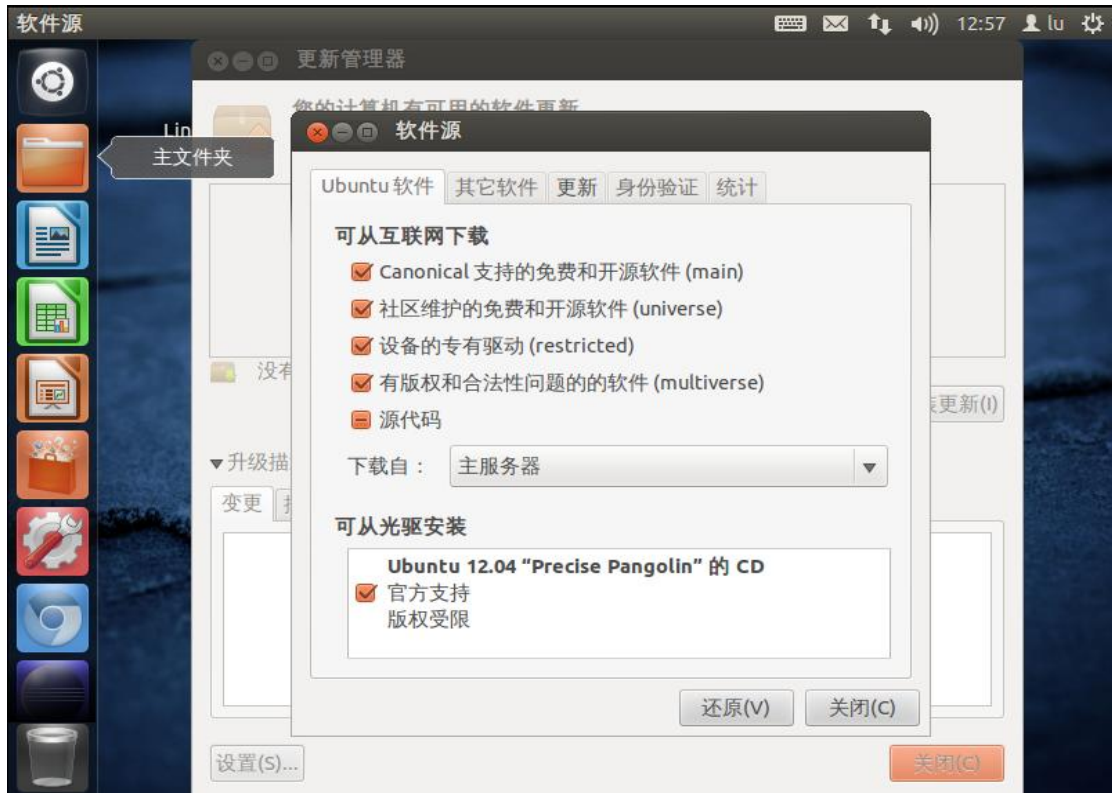 软件源
12:57 lu
更新管理器
您的计算机有可用的软件更新
Lin
软件源
主文件夹
Ubuntu 软件 其它软件 更新 身份验证 统计
可从互联网下载
Canonical 支持的免费和开源软件 (main)
社区维护的免费和开源软件 (universe)
设备的专有驱动 (restricted)
没有
有版权和合法性问题的的软件 (multiverse)
更新(I)
源代码
升级描
下载自: 主服务器
变更
可从光驱安装
Ubuntu 12.04 “Precise Pangolin” 的 CD
官方支持
版权受限
还原(V) 关闭(C)
设置(S)... 关闭(C)